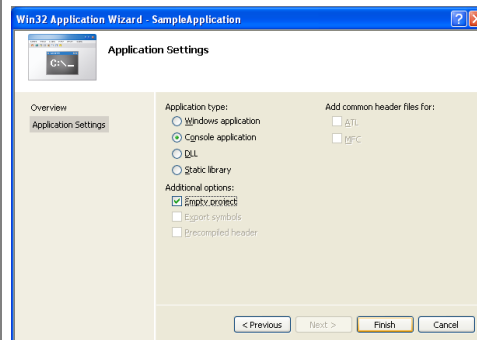 Win32 Application Wizard - SampleApplication
C:\_
Application Settings
Overview
Application Settings
Application type:
Windows application
Console application
DLL
Static library
Additional options:
Empty project
Export symbols
Precompiled header
Add common header files for:
ATL
MFC
< Previous
Next >
Finish
Cancel